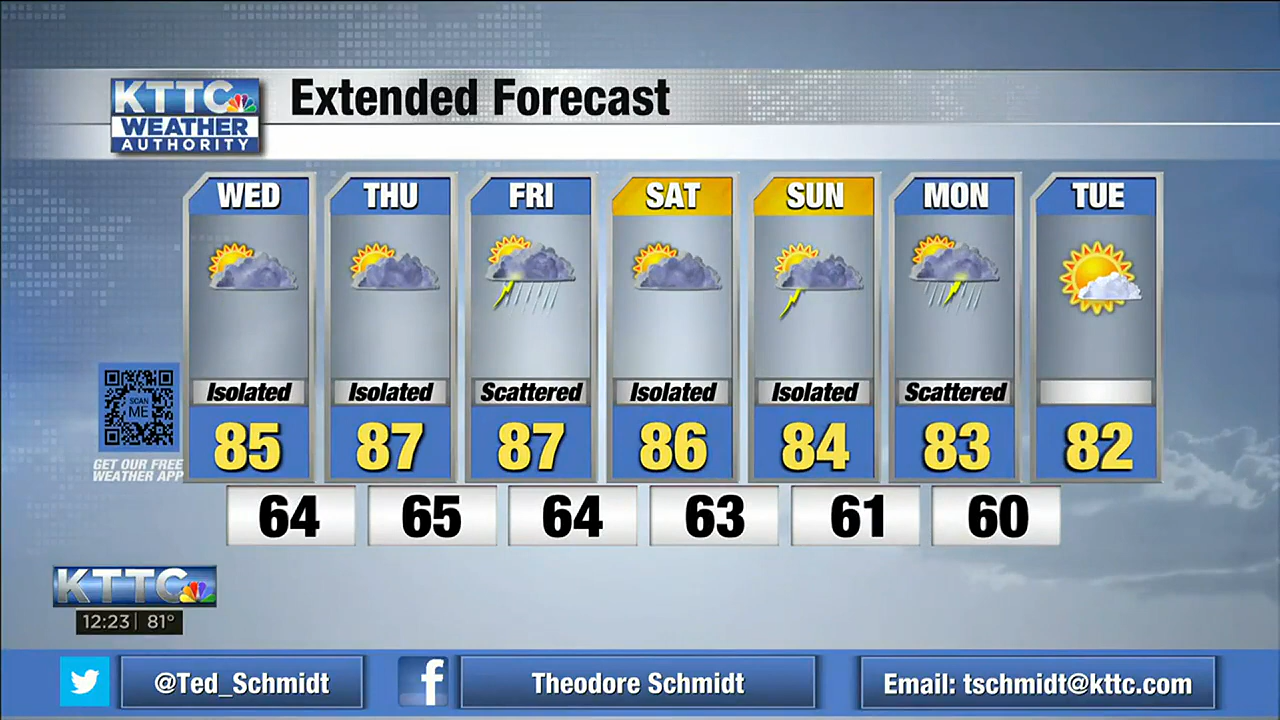 KTTC
WEATHER
AUTHORITY
Extended Forecast
WED THU FRI SAT SUN MON TUE
Isolated Isolated Scattered Isolated Isolated Scattered
85 87 87 86 84 83 82
64 65 64 63 61 60
SCAN
ME
GET OUR FREE
WEATHER APP
KTTC
12:23 81°
@Ted_Schmidt
Theodore Schmidt
Email: tschmidt@kttc.com